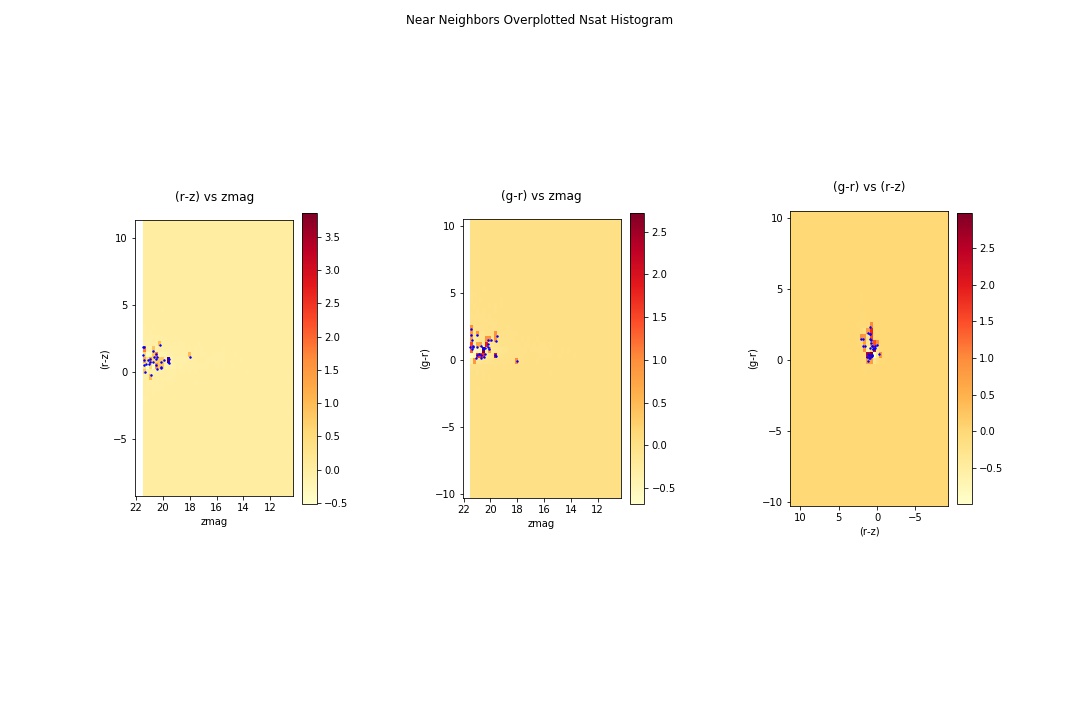 Near Neighbors Overplotted Nsat Histogram
(r-z) vs zmag
10
5
0
−5
(r-z)
22 20 18 16 14 12
zmag
3.5
3.0
2.5
2.0
1.5
1.0
0.5
0.0
−0.5
(g-r) vs zmag
10
5
0
−5
−10
(g-r)
22 20 18 16 14 12
zmag
2.5
2.0
1.5
1.0
0.5
0.0
−0.5
(g-r) vs (r-z)
10
5
0
−5
−10
(g-r)
10 5 0 −5
(r-z)
2.5
2.0
1.5
1.0
0.5
0.0
−0.5